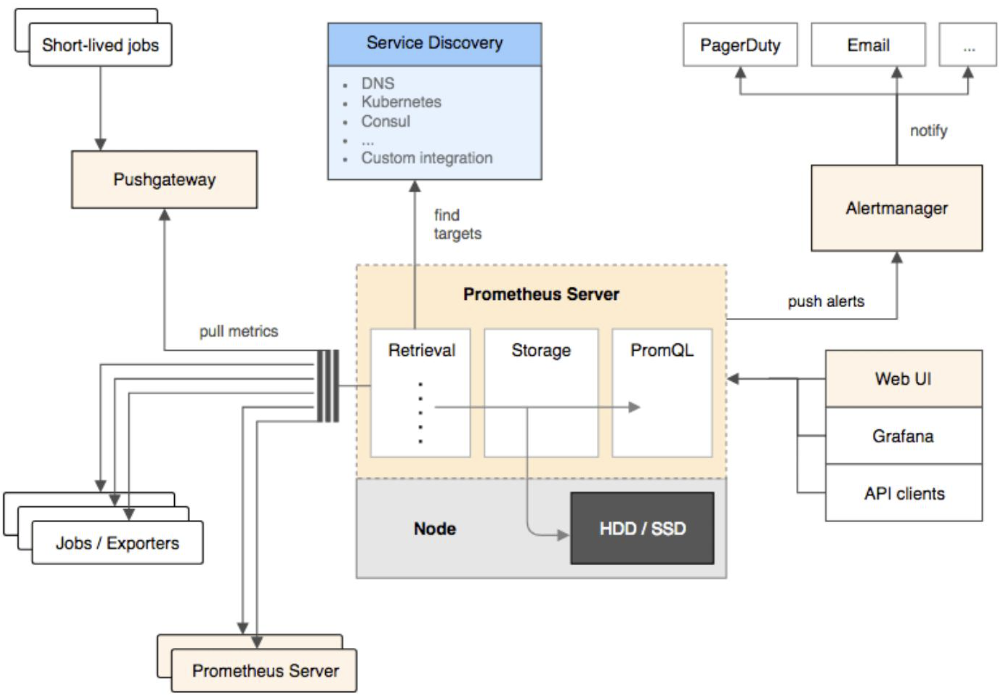 Short-lived jobs
Service Discovery
DNS
Kubernetes
Consul
...
Custom integration
PagerDuty
Email
...
notify
Pushgateway
Alertmanager
find
targets
Prometheus Server
push alerts
pull metrics
Retrieval
Storage
PromQL
Web UI
Grafana
API clients
Node
HDD / SSD
Jobs / Exporters
Prometheus Server